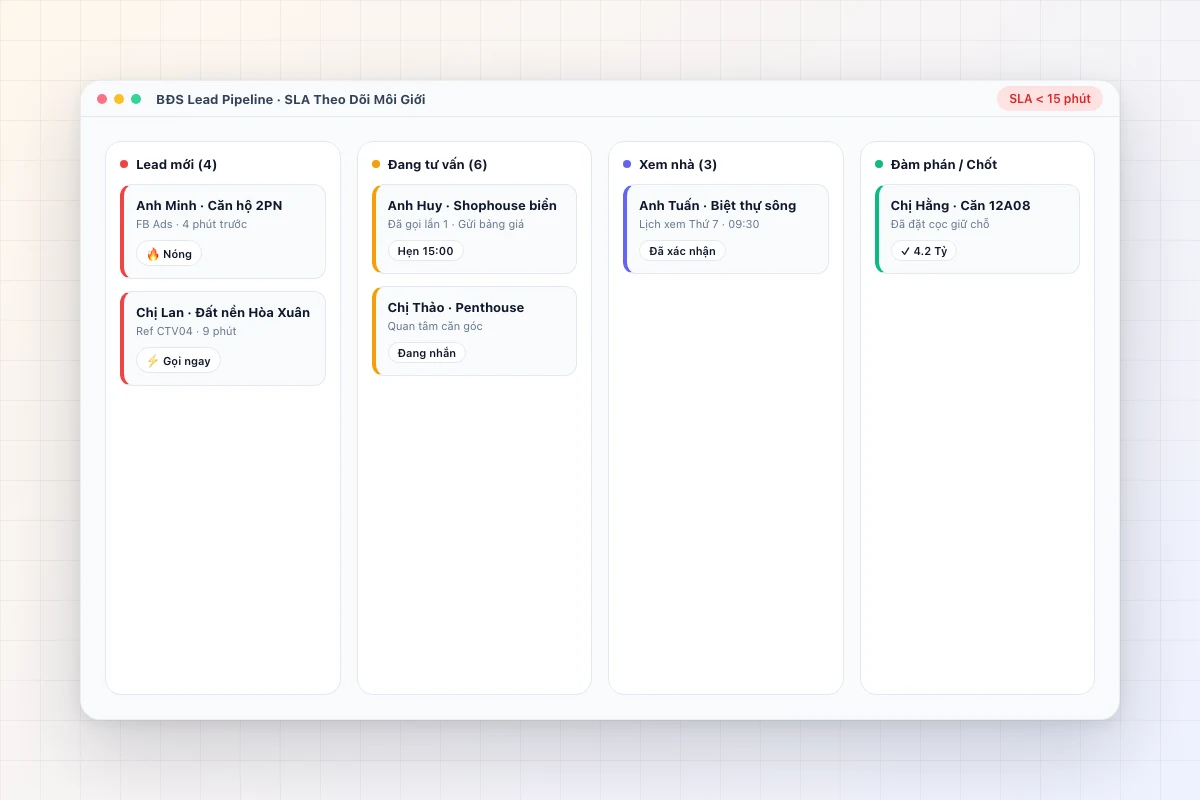 BĐS Lead Pipeline · SLA Theo Dõi Môi Giới
SLA < 15 phút
Lead mới (4)
Anh Minh · Căn hộ 2PN
FB Ads · 4 phút trước
🔥 Nóng
Chị Lan · Đất nền Hòa Xuân
Ref CTV04 · 9 phút
⚡ Gọi ngay
Đang tư vấn (6)
Anh Huy · Shophouse biển
Đã gọi lần 1 · Gửi bảng giá
Hẹn 15:00
Chị Thảo · Penthouse
Quan tâm căn góc
Đang nhắn
Xem nhà (3)
Anh Tuấn · Biệt thự sông
Lịch xem Thứ 7 · 09:30
Đã xác nhận
Đàm phán / Chốt
Chị Hằng · Căn 12A08
Đã đặt cọc giữ chỗ
✓ 4.2 Tỷ